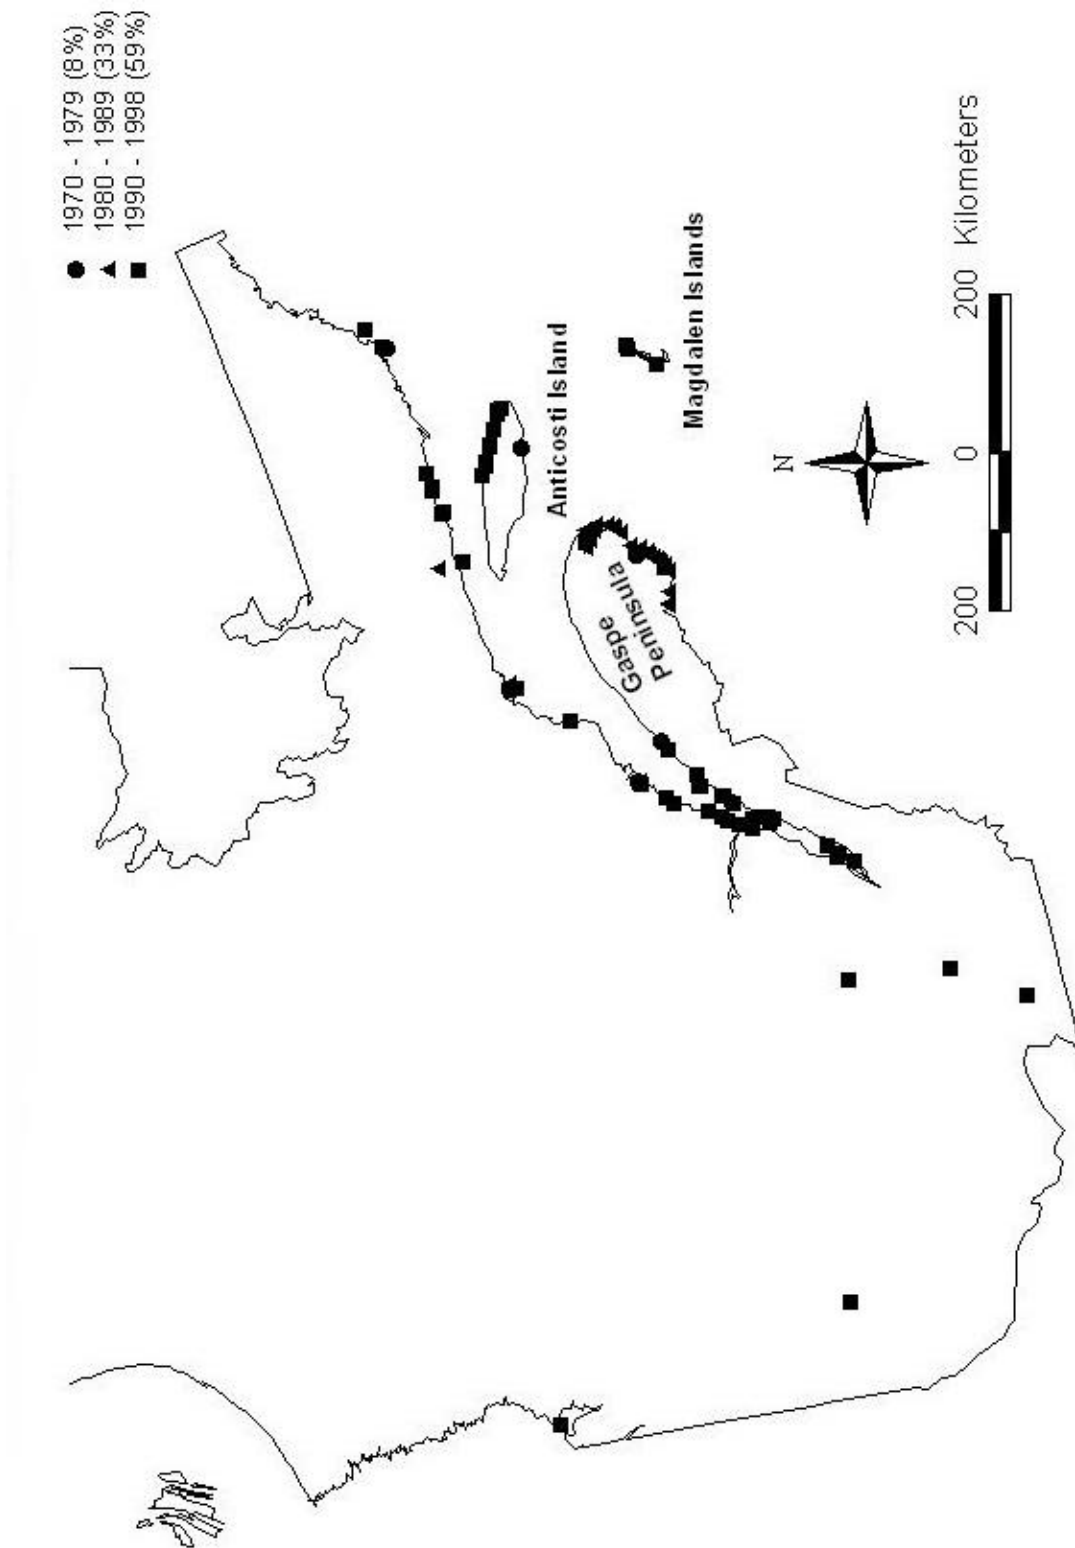 1970 - 1979 (8%)
1980 - 1989 (33%)
1990 - 1998 (59%)
Anticosti Island
Gaspe
Peninsula
Magdalen Islands
N
200 0 200 Kilometers